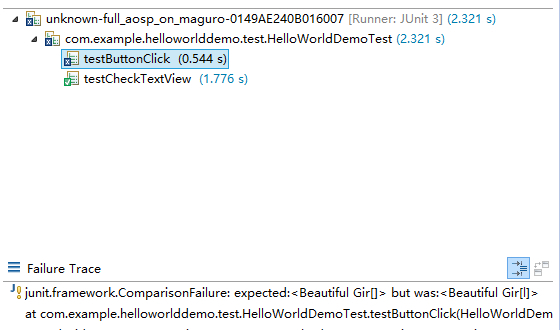 unknown-full_aosp_on_maguro-0149AE240B016007 [Runner: JUnit 3] (2.321 s)
com.example.helloworlddemo.test.HelloWorldDemoTest (2.321 s)
testButtonClick (0.544 s)
testCheckTextView (1.776 s)
Failure Trace
junit.framework.ComparisonFailure: expected:<Beautiful Gir[]> but was:<Beautiful Gir[l]>
at com.example.helloworlddemo.test.HelloWorldDemoTest.testButtonClick(HelloWorldDem